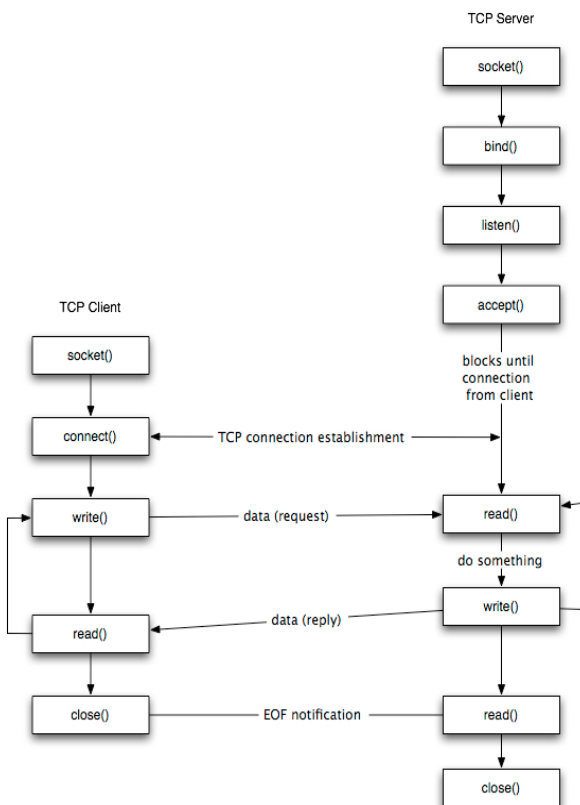 TCP Server
socket()
bind()
listen()
accept()
blocks until
connection
from client
TCP Client
socket()
connect()
TCP connection establishment
write()
data (request)
read()
do something
write()
data (reply)
read()
close()
EOF notification
read()
close()